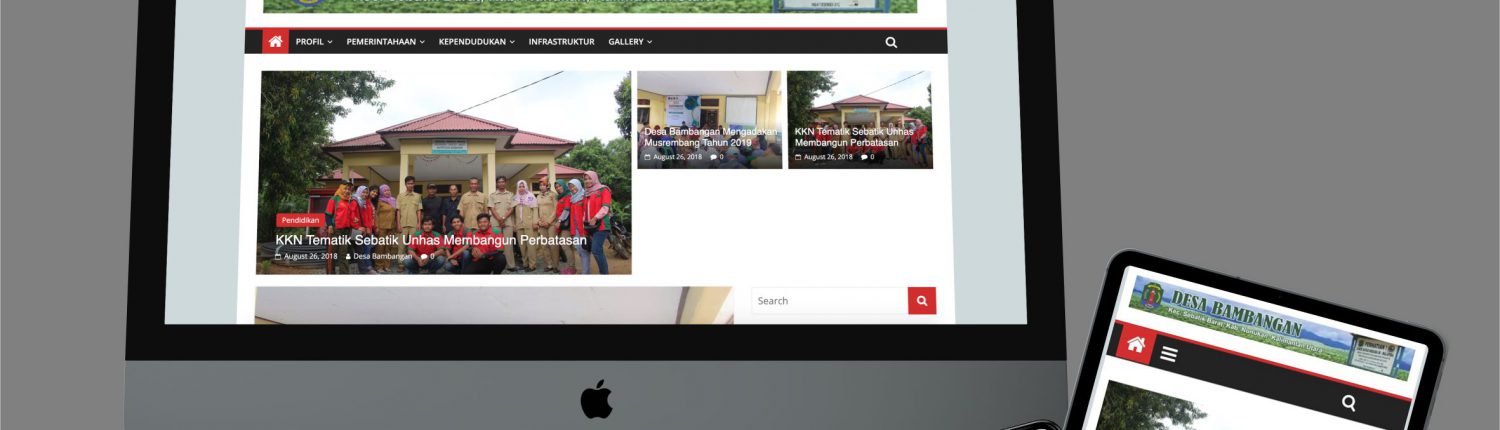 PROFIL
PEMERINTAHAAN
KEPENDUDUKAN
INFRASTRUKTUR
GALLERY
Desa Bambangan Mengadakan
Musrembang Tahun 2019
August 26, 2018 0
KKN Tematik Sebatik Unhas
Membangun Perbatasan
August 26, 2018 0
Pendidikan
KKN Tematik Sebatik Unhas Membangun Perbatasan
August 26, 2018 Desa Bambangan 0
Search
DESA BAMBANGAN
Kec. Sebatik Barat, Kab. Nunukan, Kalimantan Utara